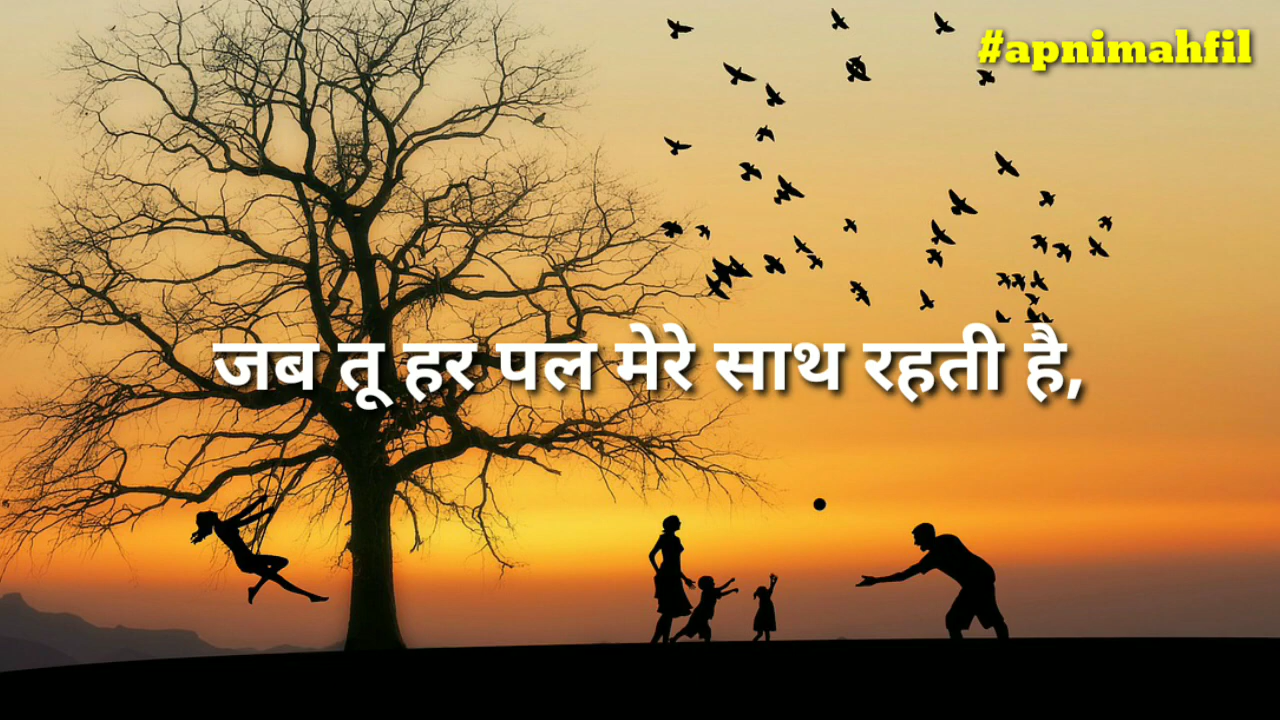 #apnimahfil
जब तू हर पल मेरे साथ रहती है,